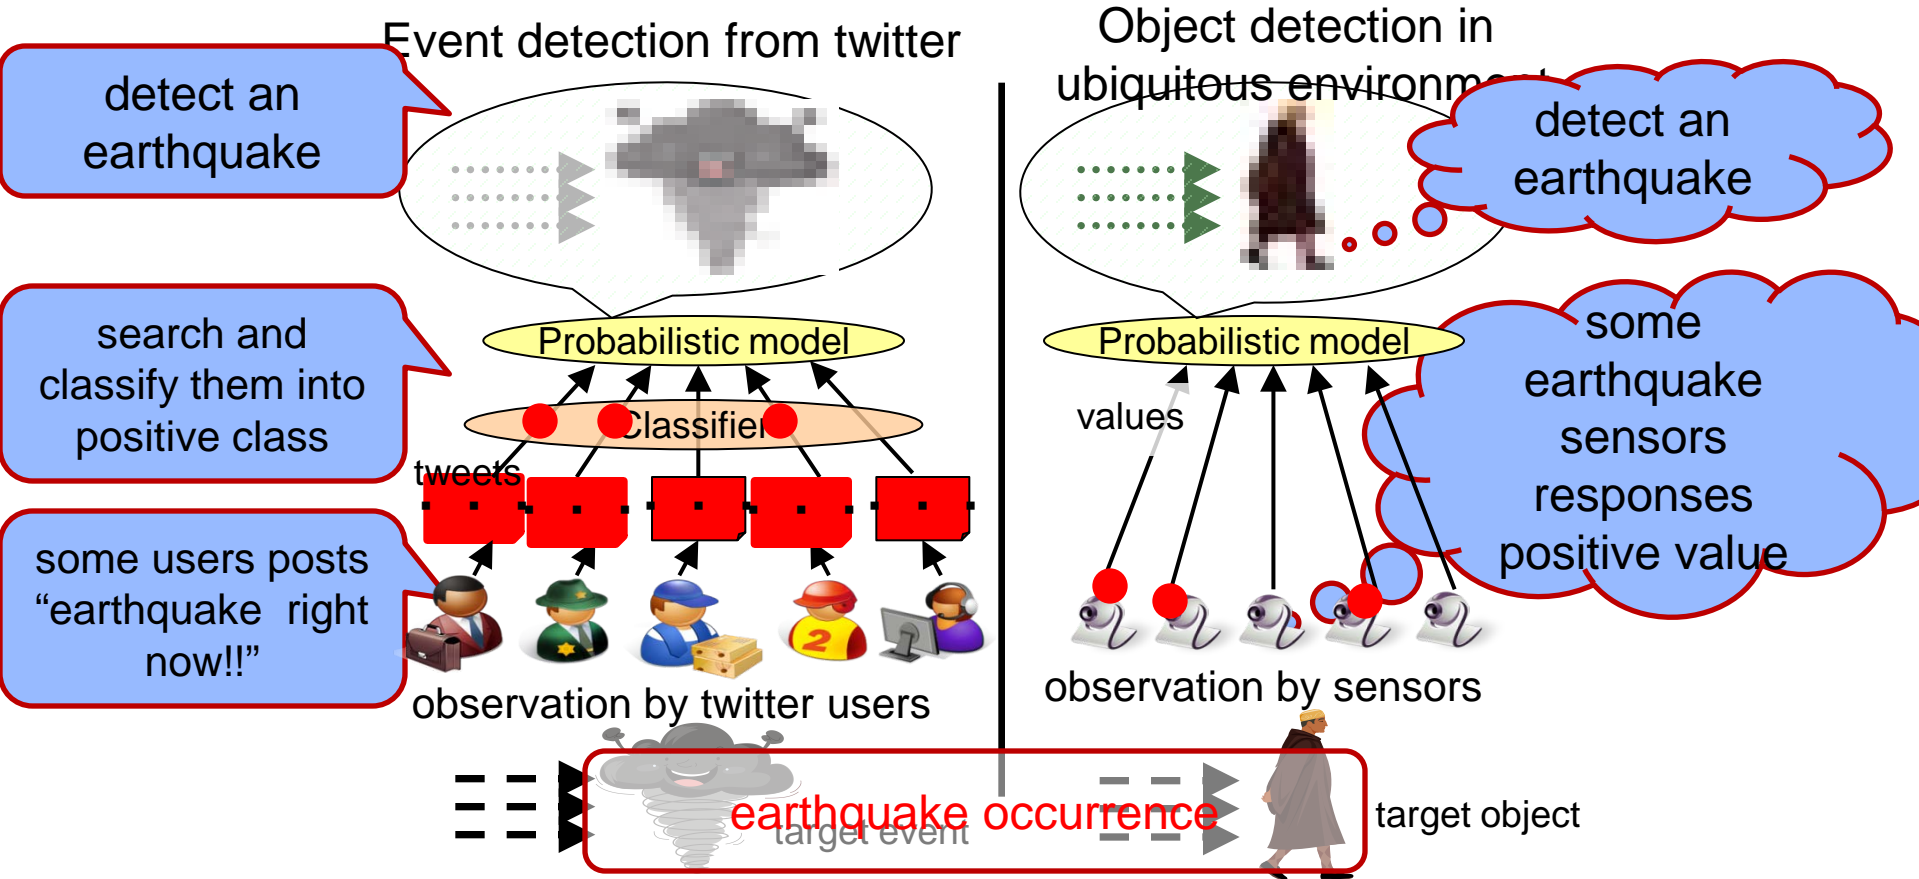 Event detection from twitter
Object detection in
ubiquitous environment
detect an
earthquake
detect an
earthquake
search and
classify them into
positive class
Probabilistic model
Classifier
tweets
Probabilistic model
values
some
earthquake
sensors
responses
positive value
some users posts
“earthquake right
now!!”
2
observation by twitter users
observation by sensors
earthquake occurrence
target event
target object